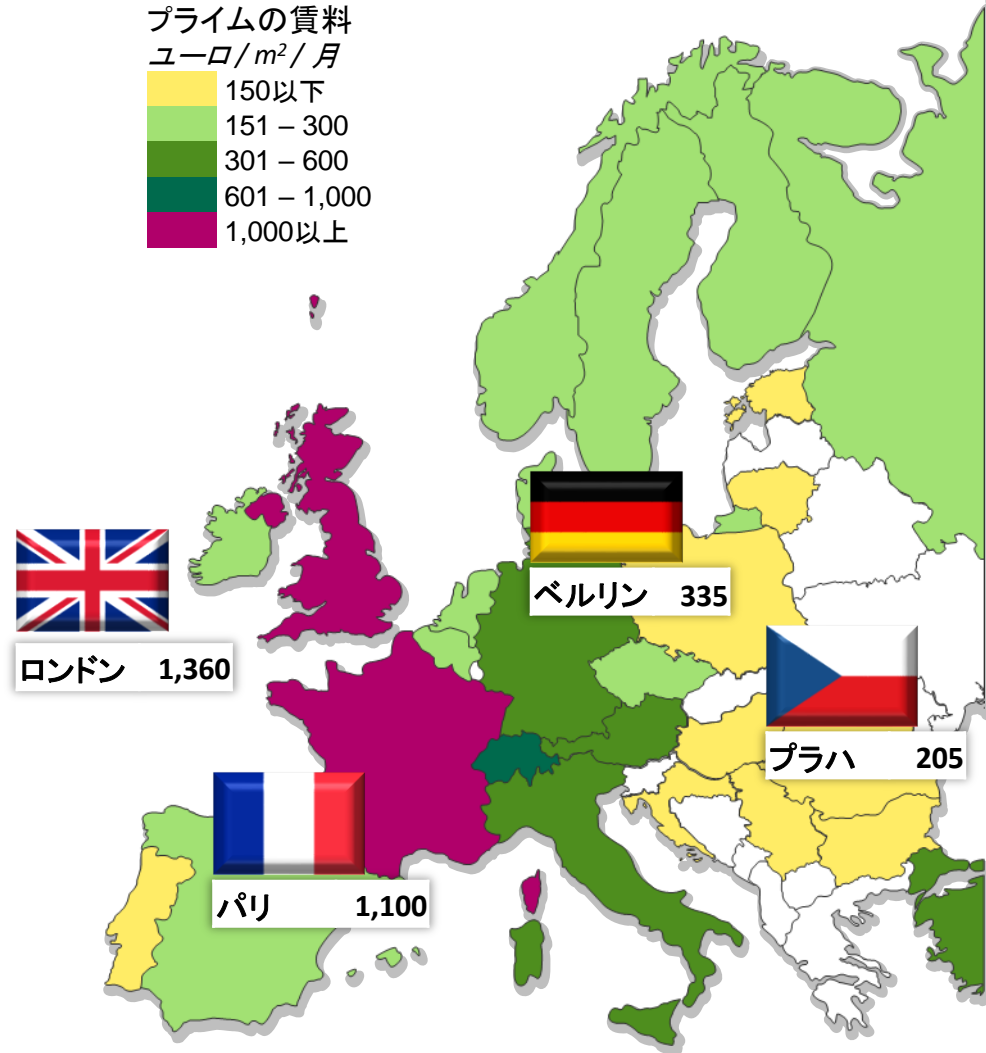 プライムの賃料
ユーロ / m² / 月
150以下
151 – 300
301 – 600
601 – 1,000
1,000以上
ベルリン 335
ロンドン 1,360
プラハ 205
パリ 1,100